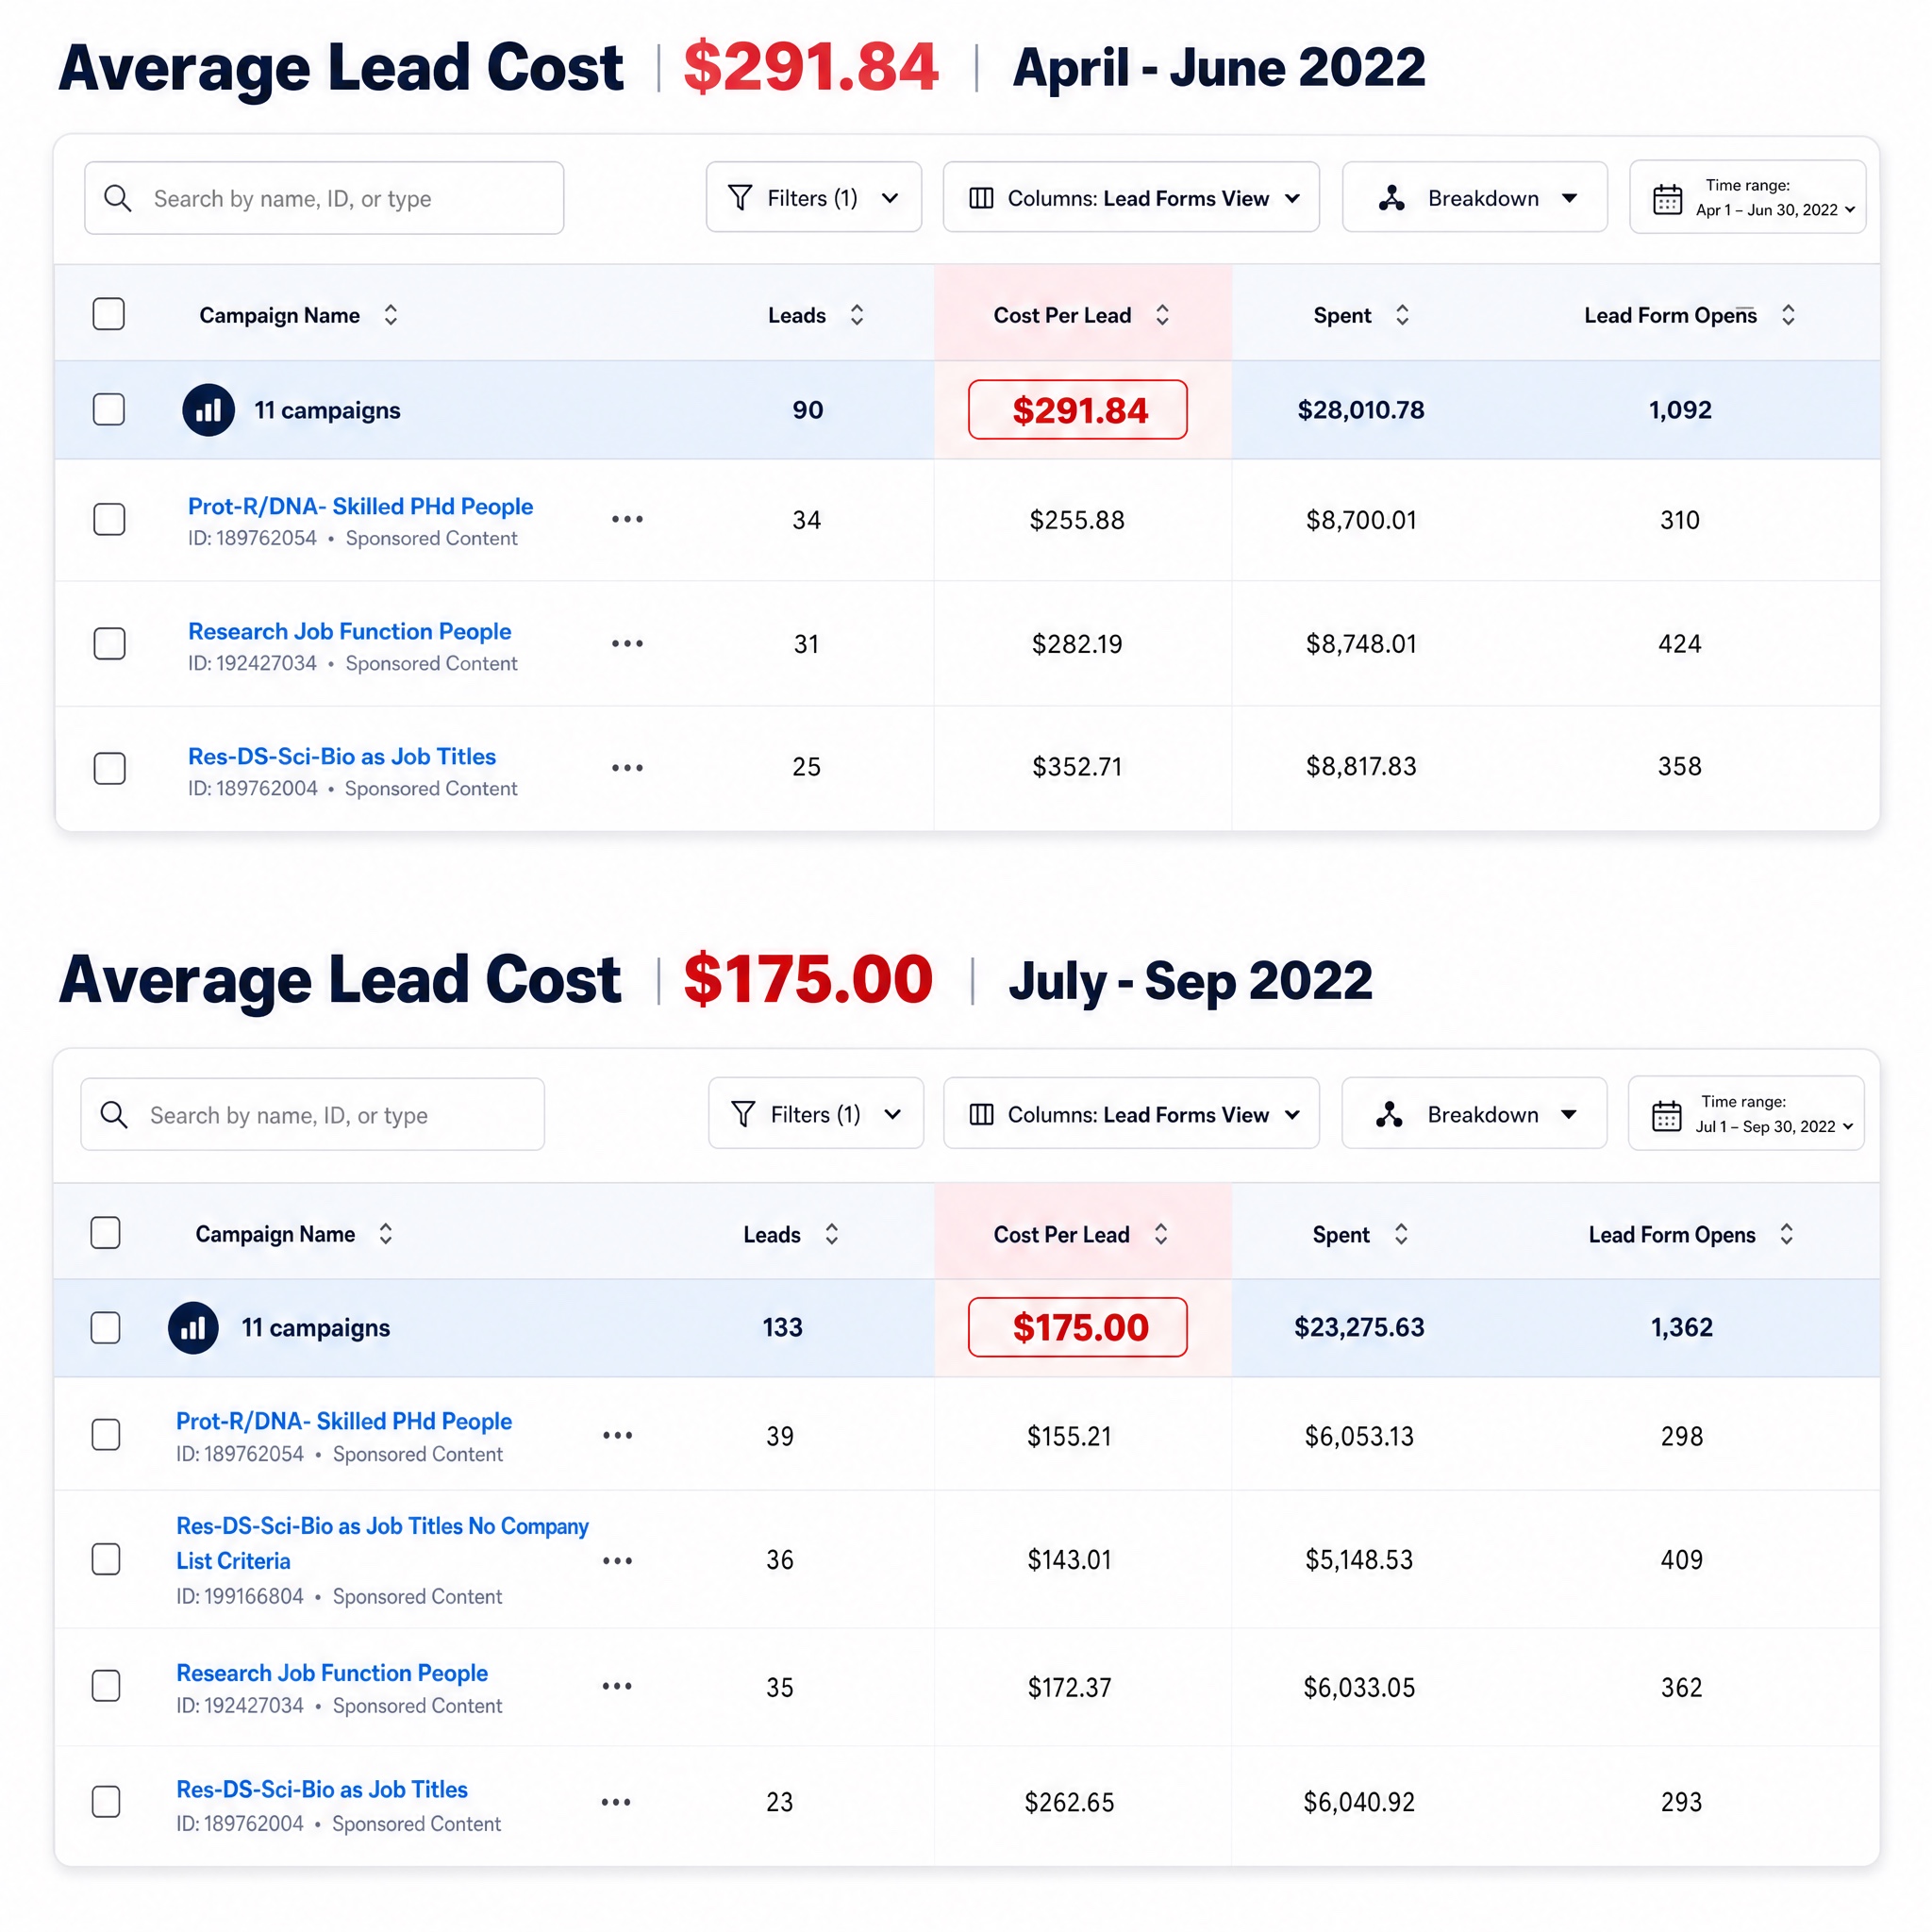 Average Lead Cost | $291.84 | April - June 2022
Search by name, ID, or type
Filters (1)
Columns: Lead Forms View
Breakdown
Time range:
Apr 1 – Jun 30, 2022
Campaign Name Leads Cost Per Lead Spent Lead Form Opens
11 campaigns 90 $291.84 $28,010.78 1,092
Prot-R/DNA- Skilled PHd People ••• 34 $255.88 $8,700.01 310
ID: 189762054 • Sponsored Content
Research Job Function People ••• 31 $282.19 $8,748.01 424
ID: 192427034 • Sponsored Content
Res-DS-Sci-Bio as Job Titles ••• 25 $352.71 $8,817.83 358
ID: 189762004 • Sponsored Content
Average Lead Cost | $175.00 | July - Sep 2022
Search by name, ID, or type
Filters (1)
Columns: Lead Forms View
Breakdown
Time range:
Jul 1 – Sep 30, 2022
Campaign Name Leads Cost Per Lead Spent Lead Form Opens
11 campaigns 133 $175.00 $23,275.63 1,362
Prot-R/DNA- Skilled PHd People ••• 39 $155.21 $6,053.13 298
ID: 189762054 • Sponsored Content
Res-DS-Sci-Bio as Job Titles No Company
List Criteria ••• 36 $143.01 $5,148.53 409
ID: 199166804 • Sponsored Content
Research Job Function People ••• 35 $172.37 $6,033.05 362
ID: 192427034 • Sponsored Content
Res-DS-Sci-Bio as Job Titles ••• 23 $262.65 $6,040.92 293
ID: 189762004 • Sponsored Content